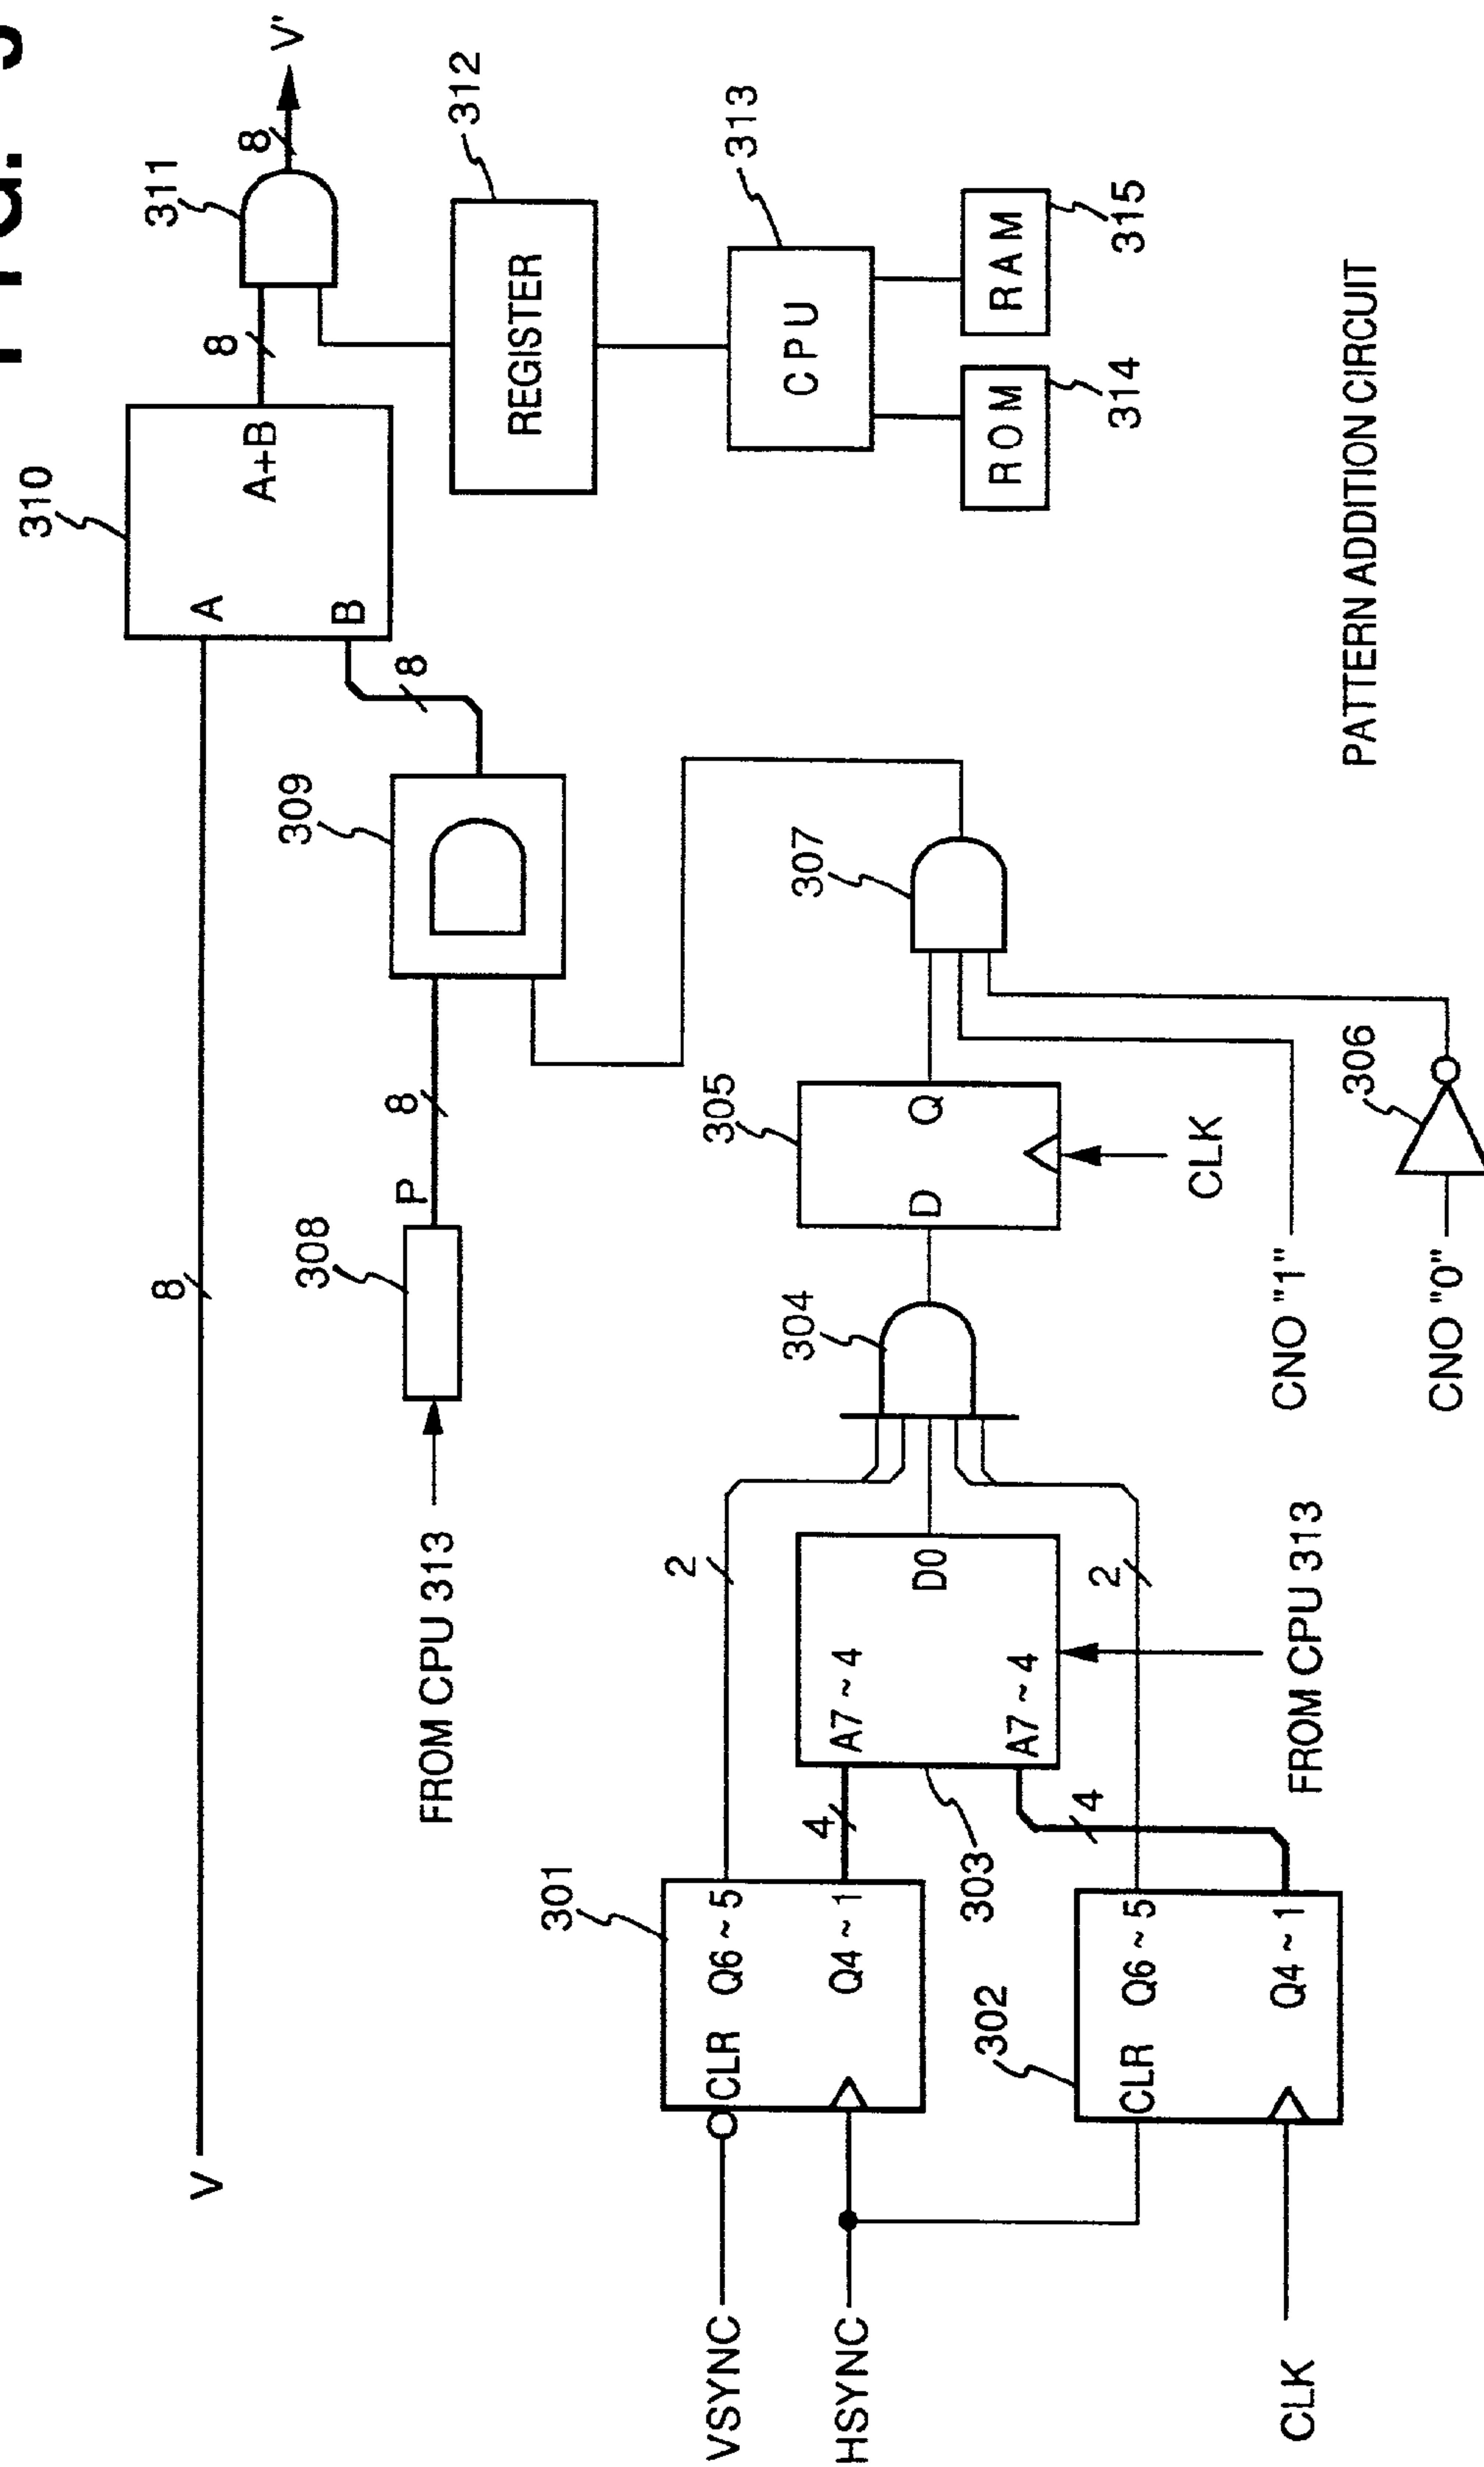 V
8
310
A
B
A+B
8
311
8
V'
308
P
8
309
8
FROM CPU 313
312
REGISTER
313
CPU
ROM
314
RAM
315
301
VSYNC
CLR
Q6 ~ 5
2
HSYNC
Q4 ~ 1
4
A7 ~ 4
D0
A7 ~ 4
303
304
305
D
Q
CLK
307
302
CLR
Q6 ~ 5
2
CLK
Q4 ~ 1
4
FROM CPU 313
CNO "1"
CNO "0"
306
PATTERN ADDITION CIRCUIT